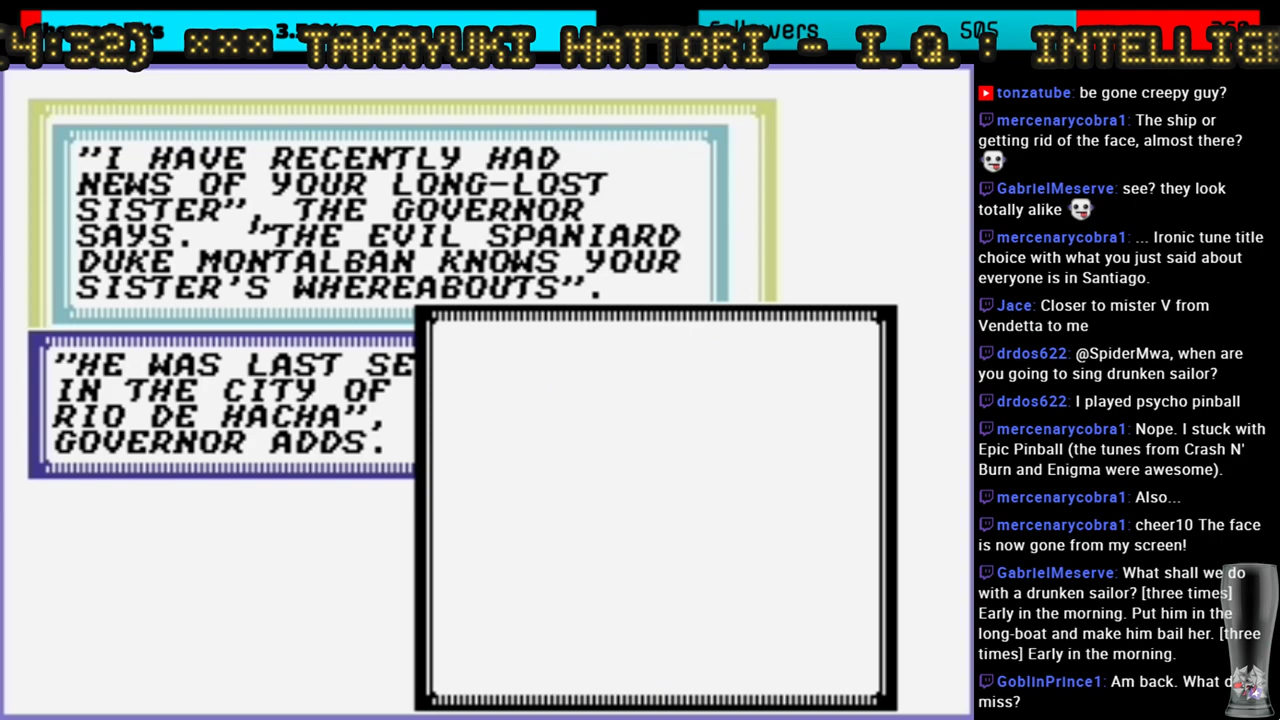 4:32) ××× TAKAYUKI HATTORI - I.Q.: INTELLIG
3.5
505
"I HAVE RECENTLY HAD
NEWS OF YOUR LONG-LOST
SISTER", THE GOVERNOR
SAYS. "THE EVIL SPANIARD
DUKE MONTALBAN KNOWS YOUR
SISTER'S WHEREABOUTS".
"HE WAS LAST SE
IN THE CITY OF
RIO DE HACHA",
GOVERNOR ADDS.
tonzatube: be gone creepy guy?
mercenarycobra1: The ship or
getting rid of the face, almost there?
GabrielMeserve: see? they look
totally alike
mercenarycobra1: ... Ironic tune title
choice with what you just said about
everyone is in Santiago.
Jace: Closer to mister V from
Vendetta to me
drdos622: @SpiderMwa, when are
you going to sing drunken sailor?
drdos622: I played psycho pinball
mercenarycobra1: Nope. I stuck with
Epic Pinball (the tunes from Crash N'
Burn and Enigma were awesome).
mercenarycobra1: Also...
mercenarycobra1: cheer10 The face
is now gone from my screen!
GabrielMeserve: What shall we do
with a drunken sailor? [three times]
Early in the morning. Put him in the
long-boat and make him bail her. [three
times] Early in the morning.
GoblinPrince1: Am back. What d
miss?